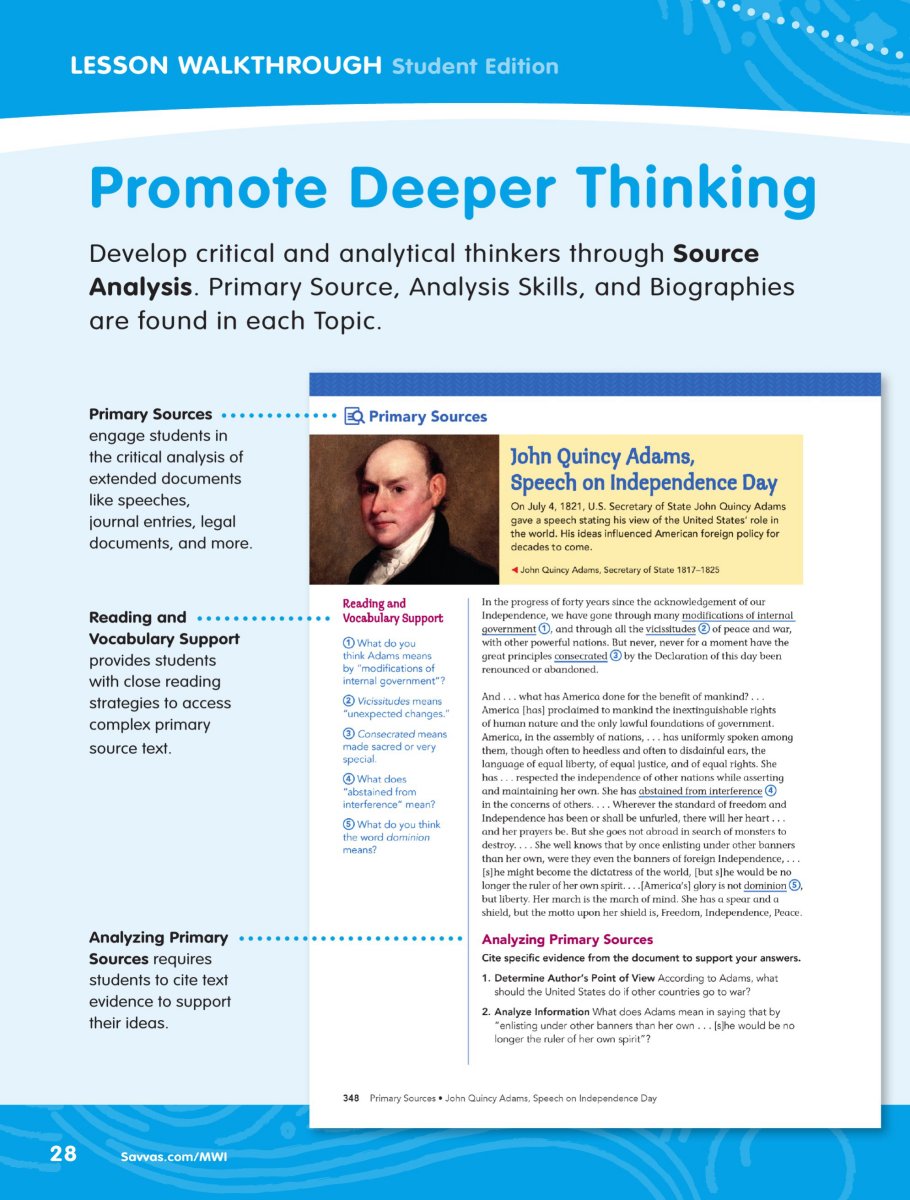 LESSON WALKTHROUGH Student Edition
Promote Deeper Thinking
Develop critical and analytical thinkers through Source
Analysis. Primary Source, Analysis Skills, and Biographies
are found in each Topic.
Primary Sources
engage students in
the critical analysis of
extended documents
like speeches,
journal entries, legal
documents, and more.
Reading and
Vocabulary Support
provides students
with close reading
strategies to access
complex primary
source text.
Analyzing Primary
Sources requires
students to cite text
evidence to support
their ideas.
Primary Sources
John Quincy Adams,
Speech on Independence Day
On July 4, 1821, U.S. Secretary of State John Quincy Adams
gave a speech stating his view of the United States' role in
the world. His ideas influenced American foreign policy for
decades to come.
◀ John Quincy Adams, Secretary of State 1817–1825
Reading and
Vocabulary Support
① What do you
think Adams means
by "modifications of
internal government"?
② Vicissitudes means
"unexpected changes."
③ Consecrated means
made sacred or very
special.
④ What does
"abstained from
interference" mean?
⑤ What do you think
the word dominion
means?
In the progress of forty years since the acknowledgement of our
Independence, we have gone through many modifications of internal
government ①, and through all the vicissitudes ② of peace and war,
with other powerful nations. But never, never for a moment have the
great principles consecrated ③ by the Declaration of this day been
renounced or abandoned.
And . . . what has America done for the benefit of mankind? . . .
America [has] proclaimed to mankind the inextinguishable rights
of human nature and the only lawful foundations of government.
America, in the assembly of nations, . . . has uniformly spoken among
them, though often to heedless and often to disdainful ears, the
language of equal liberty, of equal justice, and of equal rights. She
has . . . respected the independence of other nations while asserting
and maintaining her own. She has abstained from interference ④
in the concerns of others. . . . Wherever the standard of freedom and
Independence has been or shall be unfurled, there will her heart . . .
and her prayers be. But she goes not abroad in search of monsters to
destroy. . . . She well knows that by once enlisting under other banners
than her own, were they even the banners of foreign Independence, . . .
[s]he might become the dictatress of the world, [but s]he would be no
longer the ruler of her own spirit. . . .[America's] glory is not dominion ⑤,
but liberty. Her march is the march of mind. She has a spear and a
shield, but the motto upon her shield is, Freedom, Independence, Peace.
Analyzing Primary Sources
Cite specific evidence from the document to support your answers.
1. Determine Author's Point of View According to Adams, what
should the United States do if other countries go to war?
2. Analyze Information What does Adams mean in saying that by
"enlisting under other banners than her own . . . [s]he would be no
longer the ruler of her own spirit"?
348 Primary Sources • John Quincy Adams, Speech on Independence Day
28 Savvas.com/MWI